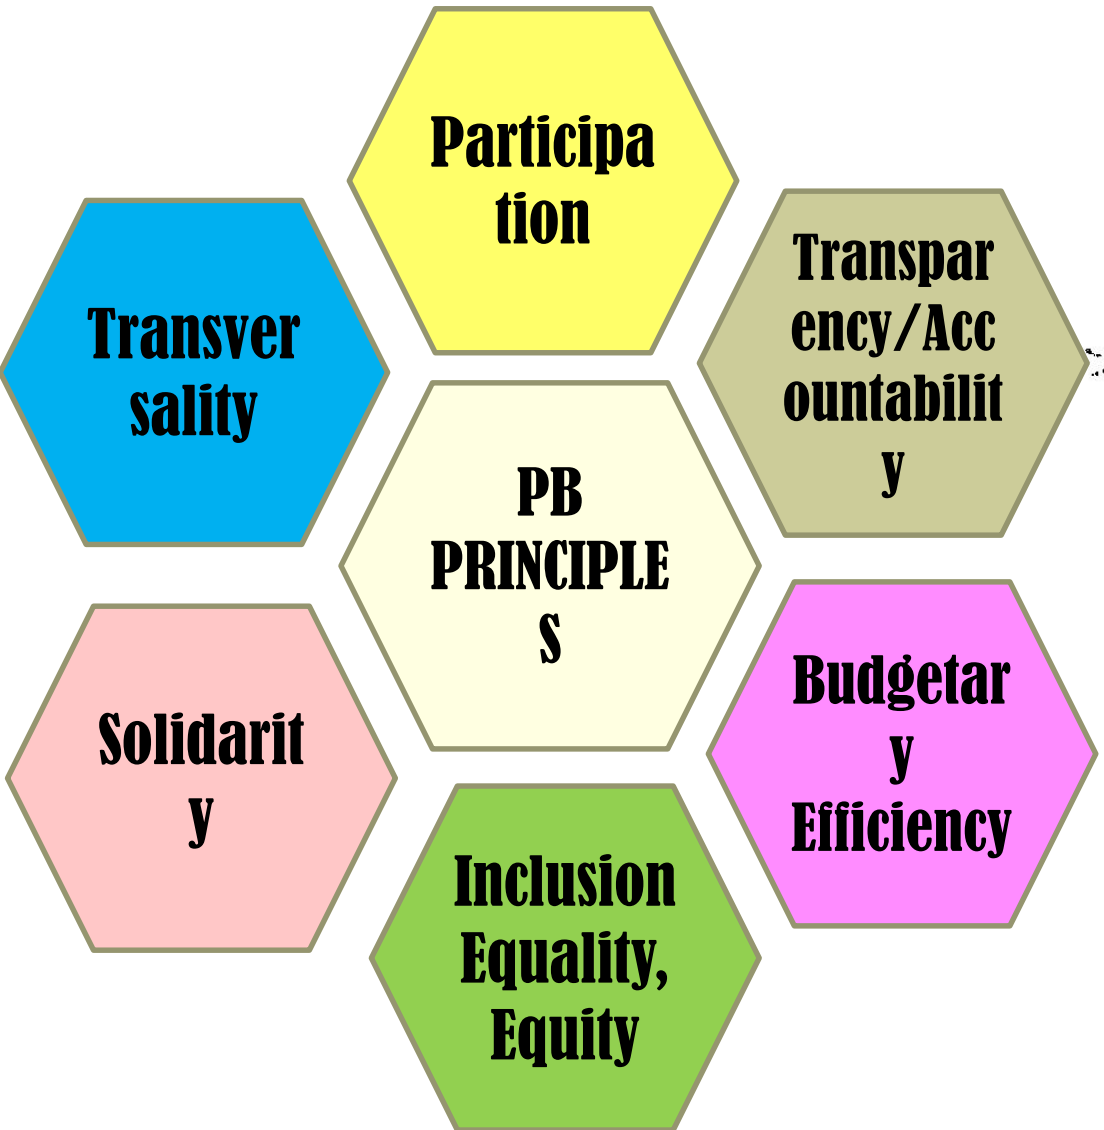 Participa
tion
Transpar
ency/Acc
ountabilit
y
Transver
sality
PB
PRINCIPLE
S
Budgetar
y
Efficiency
Solidarit
y
Inclusion
Equality,
Equity